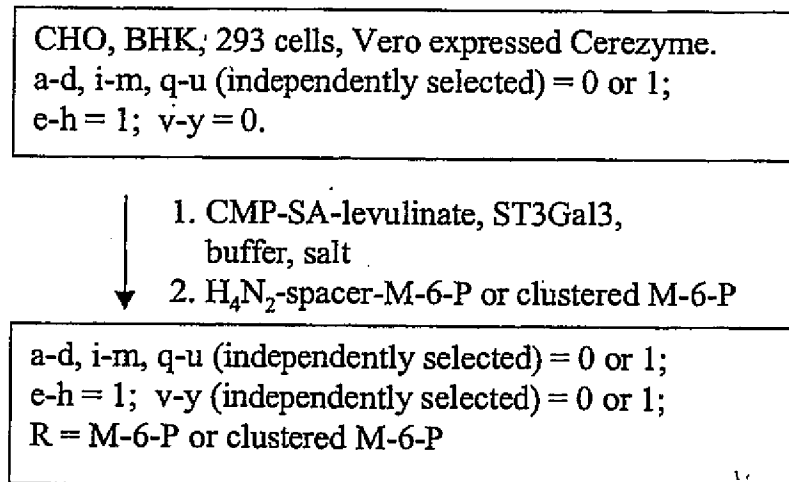 CHO, BHK, 293 cells, Vero expressed Cerezyme.
a-d, i-m, q-u (independently selected) = 0 or 1;
e-h = 1; v-y = 0.
1. CMP-SA-levulinate, ST3Gal3,
buffer, salt
2. H₄N₂-spacer-M-6-P or clustered M-6-P
a-d, i-m, q-u (independently selected) = 0 or 1;
e-h = 1; v-y (independently selected) = 0 or 1;
R = M-6-P or clustered M-6-P